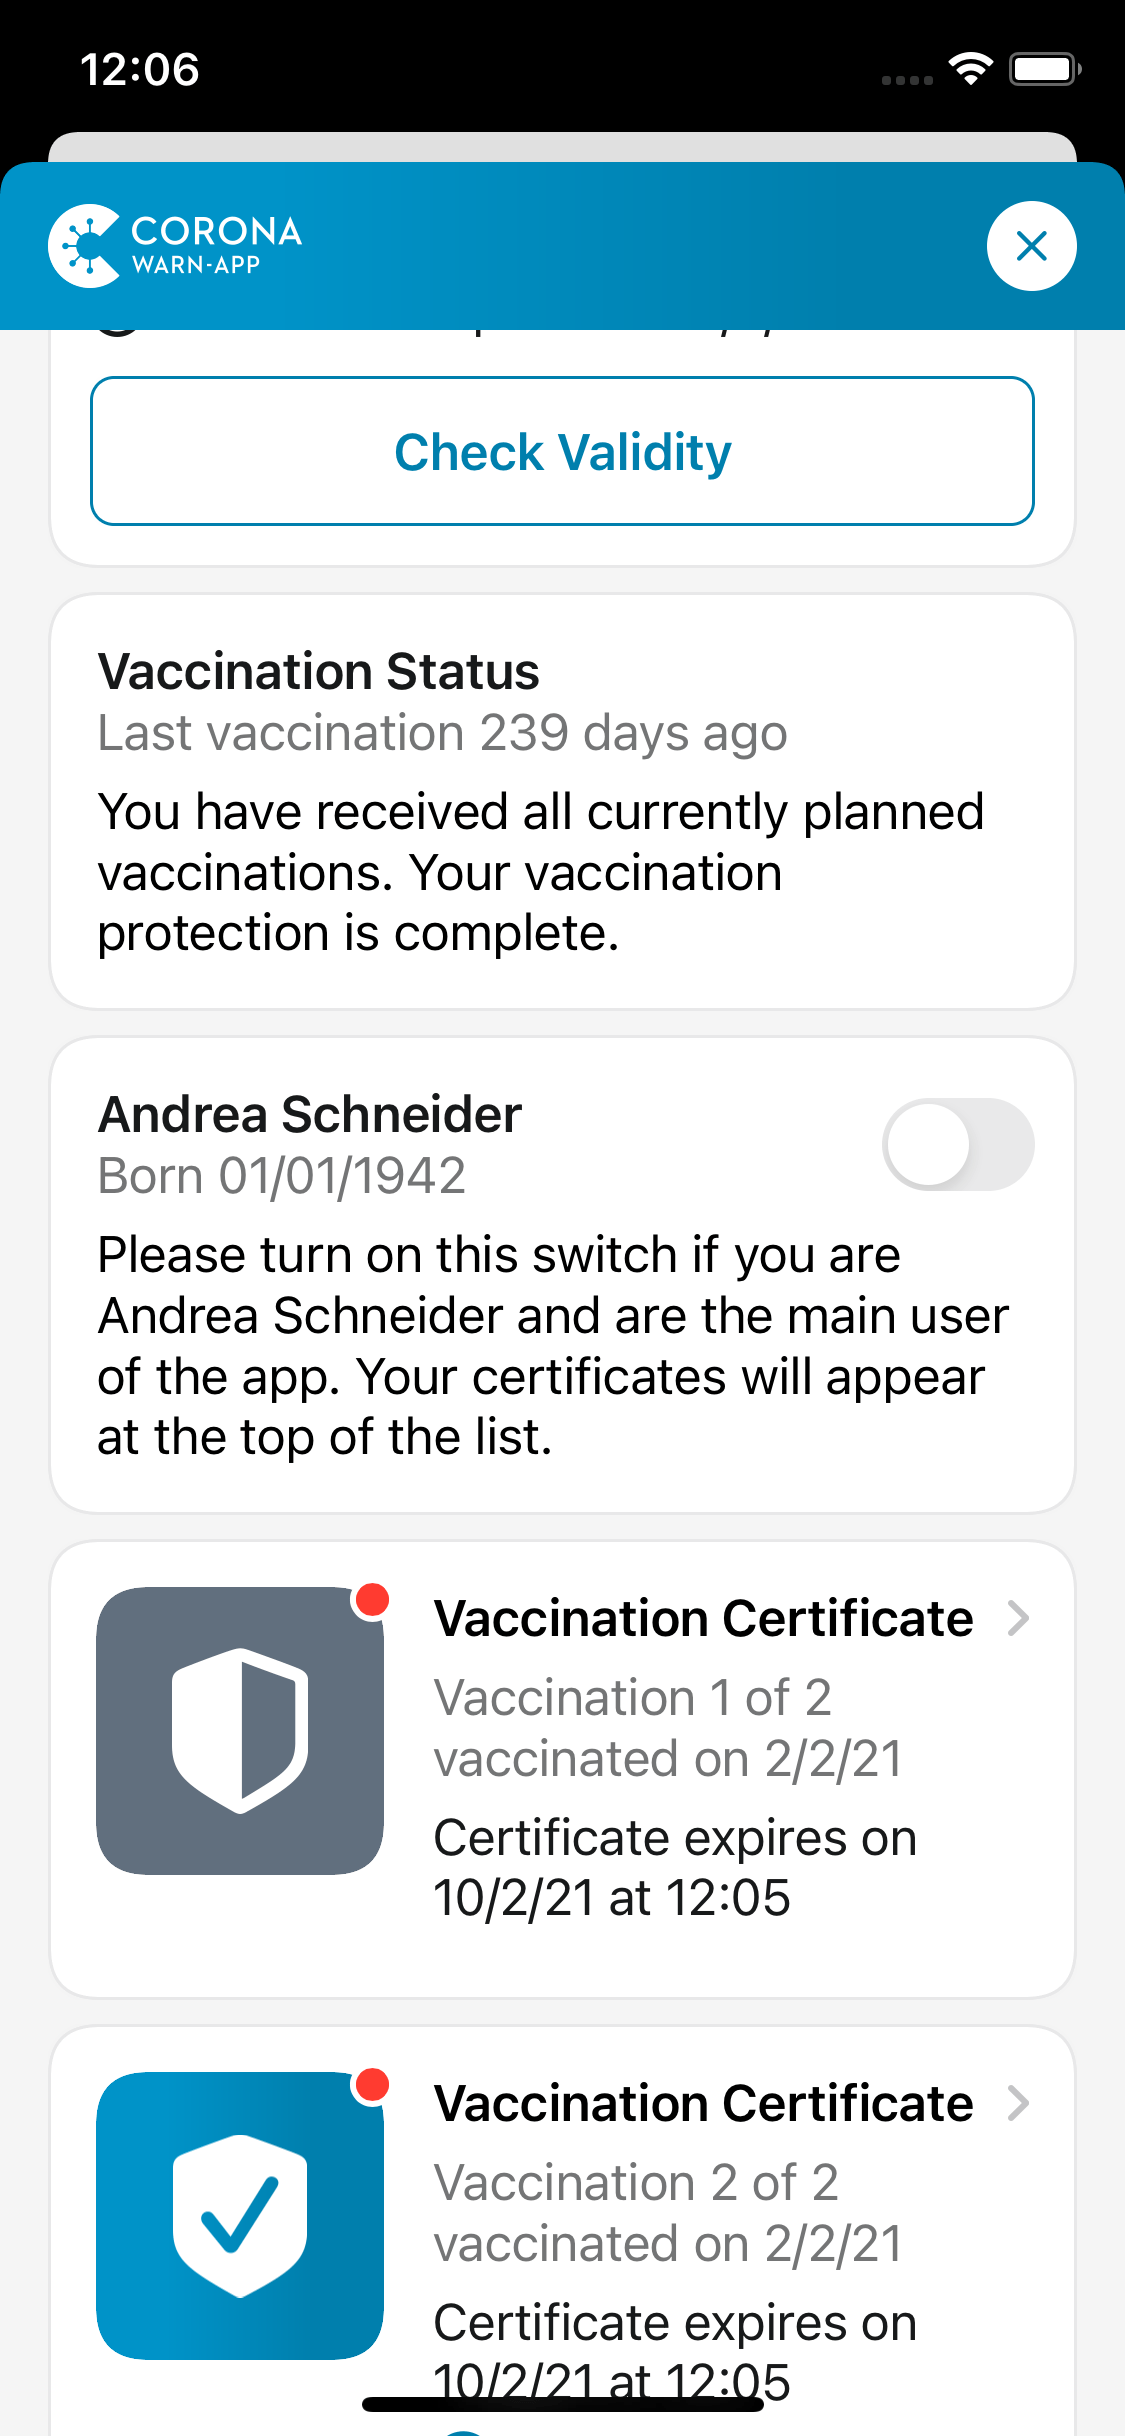 12:06
CORONA
WARN-APP
Check Validity
Vaccination Status
Last vaccination 239 days ago
You have received all currently planned
vaccinations. Your vaccination
protection is complete.
Andrea Schneider
Born 01/01/1942
Please turn on this switch if you are
Andrea Schneider and are the main user
of the app. Your certificates will appear
at the top of the list.
Vaccination Certificate
Vaccination 1 of 2
vaccinated on 2/2/21
Certificate expires on
10/2/21 at 12:05
Vaccination Certificate
Vaccination 2 of 2
vaccinated on 2/2/21
Certificate expires on
10/2/21 at 12:05